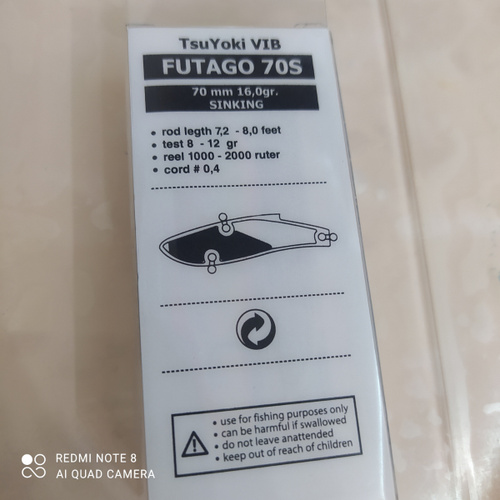 TsuYoki VIB
FUTAGO 70S
70 mm 16,0gr.
SINKING
• rod legth 7,2 - 8,0 feet
• test 8 - 12 gr
• reel 1000 - 2000 ruter
• cord # 0,4
• use for fishing purposes only
• can be harmful if swallowed
• do not leave anattended
• keep out of reach of children
REDMI NOTE 8
AI QUAD CAMERA